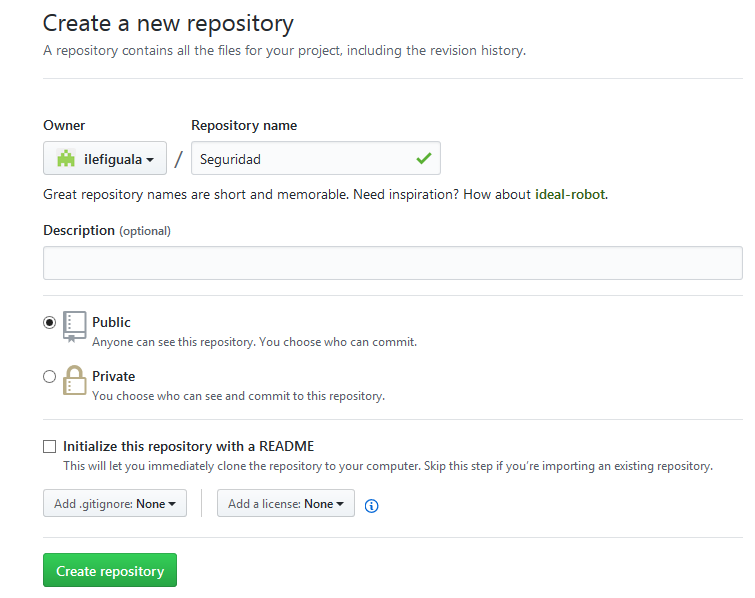 Create a new repository
A repository contains all the files for your project, including the revision history.
Owner
Repository name
ilefiguala
/
Seguridad
Great repository names are short and memorable. Need inspiration? How about ideal-robot.
Description (optional)
Public
Anyone can see this repository. You choose who can commit.
Private
You choose who can see and commit to this repository.
Initialize this repository with a README
This will let you immediately clone the repository to your computer. Skip this step if you’re importing an existing repository.
Add .gitignore: None
Add a license: None
Create repository